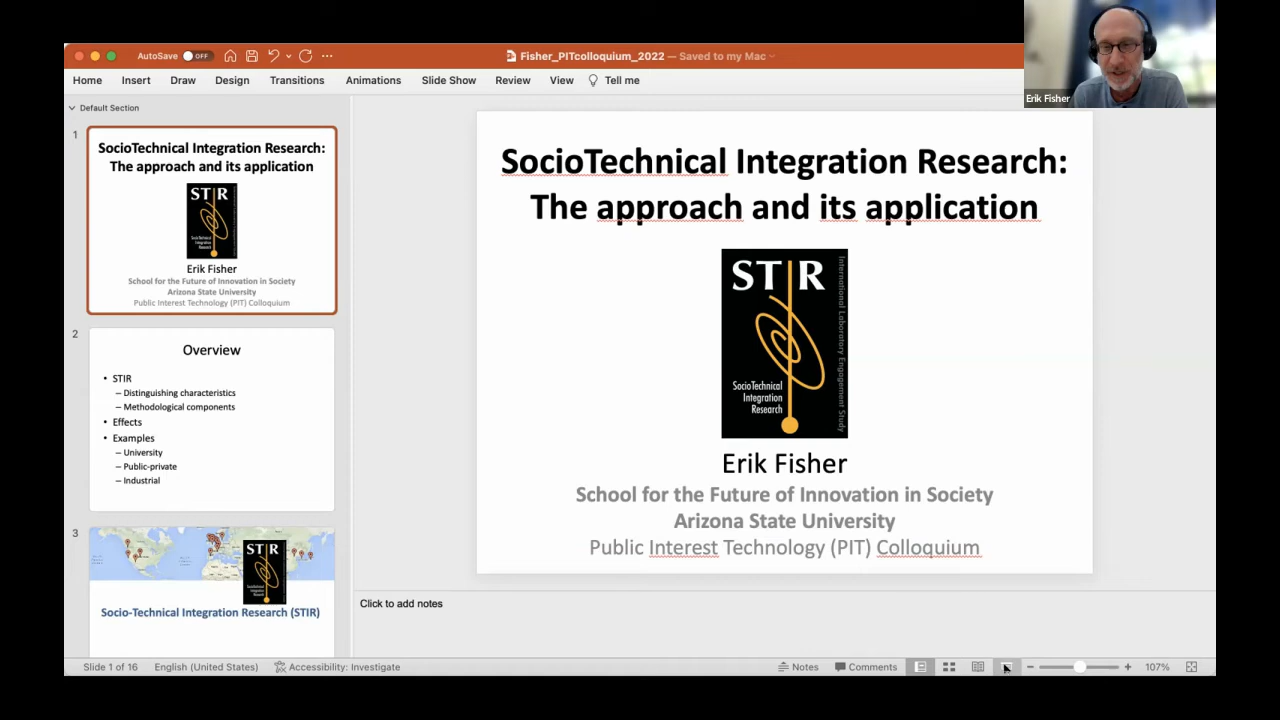 AutoSave OFF
Fisher_PITcolloquium_2022 — Saved to my Mac
Home Insert Draw Design Transitions Animations Slide Show Review View Tell me
Erik Fisher
Default Section
1
SocioTechnical Integration Research:
The approach and its application
STIR
SocioTechnical
Integration
Research
Erik Fisher
School for the Future of Innovation in Society
Arizona State University
Public Interest Technology (PIT) Colloquium
2
Overview
• STIR
– Distinguishing characteristics
– Methodological components
• Effects
• Examples
– University
– Public-private
– Industrial
3
STIR
Socio-Technical Integration Research (STIR)
SocioTechnical Integration Research:
The approach and its application
STIR
International Laboratory Engagement Study
SocioTechnical
Integration
Research
Erik Fisher
School for the Future of Innovation in Society
Arizona State University
Public Interest Technology (PIT) Colloquium
Click to add notes
Slide 1 of 16 English (United States) Accessibility: Investigate Notes Comments 107%